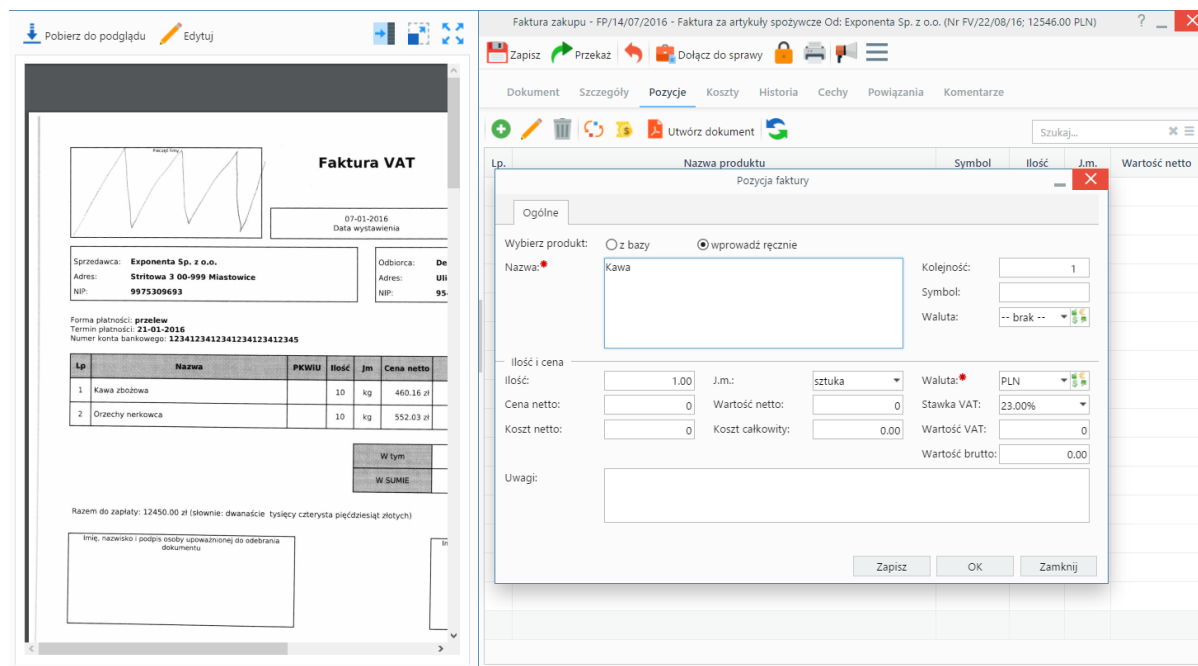 Pobierz do podglądu
Edytuj
Pieczęć firmy
Faktura VAT
07-01-2016
Data wystawienia
Sprzedawca: Exponenta Sp. z o.o.
Adres: Stritowa 3 00-999 Miastowice
NIP: 9975309693
Odbiorca: De
Adres: Uli
NIP: 95
Forma płatności: przelew
Termin płatności: 21-01-2016
Numer konta bankowego: 12341234123412341234123412345
Lp Nazwa PKWiU Ilość Jm Cena netto
1 Kawa zbożowa 10 kg 460.16 zł
2 Orzechy nerkowca 10 kg 552.03 zł
W tym
W SUMIE
Razem do zapłaty: 12450.00 zł (słownie: dwanaście tysięcy czterysta pięćdziesiąt złotych)
Imię, nazwisko i podpis osoby upoważnionej do odebrania
dokumentu
Faktura zakupu - FP/14/07/2016 - Faktura za artykuły spożywcze Od: Exponenta Sp. z o.o. (Nr FV/22/08/16; 12546.00 PLN)
Zapisz Przekaż Dołącz do sprawy
Dokument Szczegóły Pozycje Koszty Historia Cechy Powiązania Komentarze
Utwórz dokument
Szukaj...
Lp. Nazwa produktu Symbol Ilość J.m. Wartość netto
Pozycja faktury
Ogólne
Wybierz produkt: z bazy wprowadź ręcznie
Nazwa: Kawa
Kolejność: 1
Symbol:
Waluta: -- brak --
Ilość i cena
Ilość: 1.00 J.m.: sztuka Waluta: PLN
Cena netto: 0 Wartość netto: 0 Stawka VAT: 23.00%
Koszt netto: 0 Koszt całkowity: 0.00 Wartość VAT: 0
Wartość brutto: 0.00
Uwagi:
Zapisz OK Zamknij